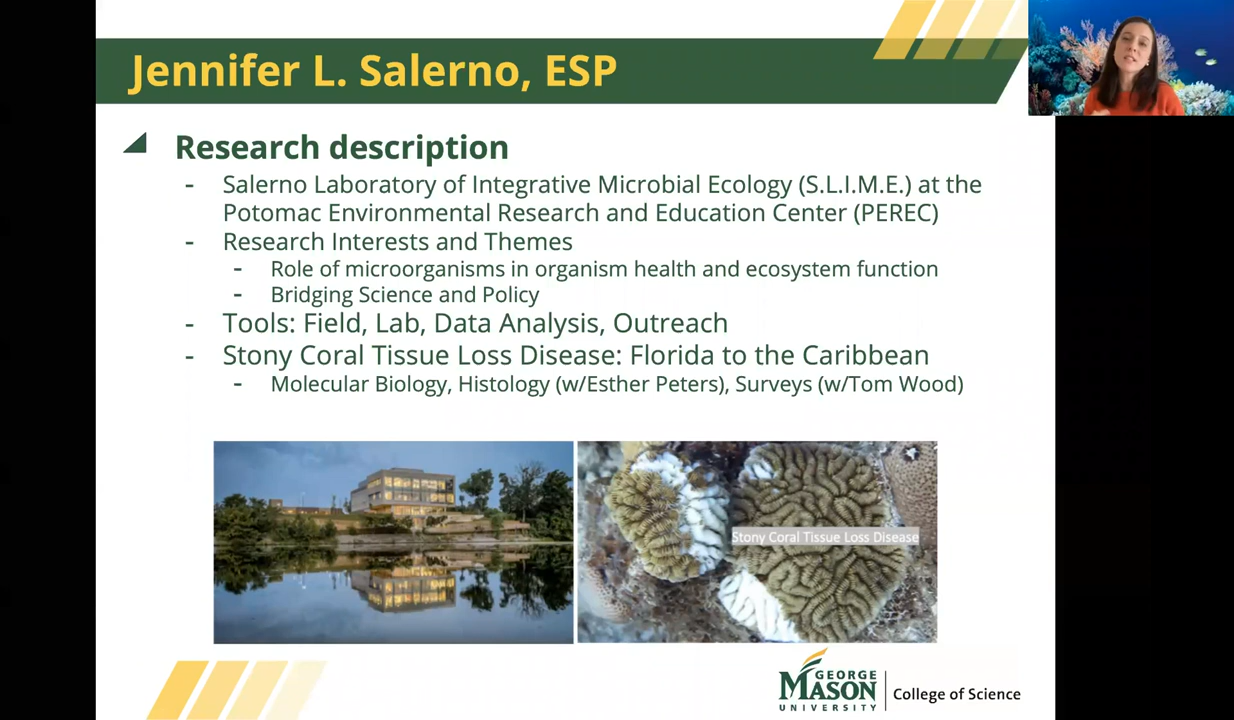 Jennifer L. Salerno, ESP
Research description
- Salerno Laboratory of Integrative Microbial Ecology (S.L.I.M.E.) at the
Potomac Environmental Research and Education Center (PEREC)
- Research Interests and Themes
- Role of microorganisms in organism health and ecosystem function
- Bridging Science and Policy
- Tools: Field, Lab, Data Analysis, Outreach
- Stony Coral Tissue Loss Disease: Florida to the Caribbean
- Molecular Biology, Histology (w/Esther Peters), Surveys (w/Tom Wood)
Stony Coral Tissue Loss Disease
GEORGE
MASON
UNIVERSITY
College of Science